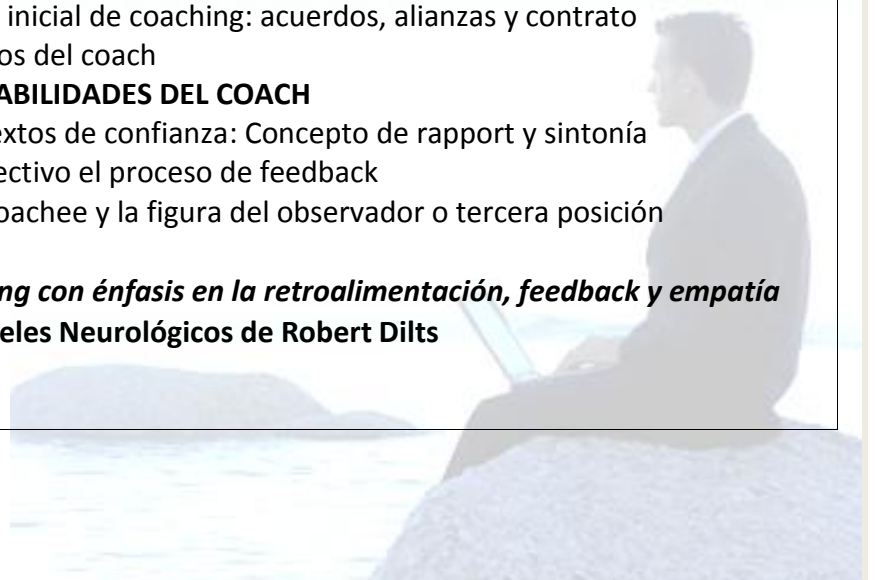 inicial de coaching: acuerdos, alianzas y contrato
os del coach
ABILIDADES DEL COACH
extos de confianza: Concepto de rapport y sintonía
ectivo el proceso de feedback
oachee y la figura del observador o tercera posición
ng con énfasis en la retroalimentación, feedback y empatía
eles Neurológicos de Robert Dilts